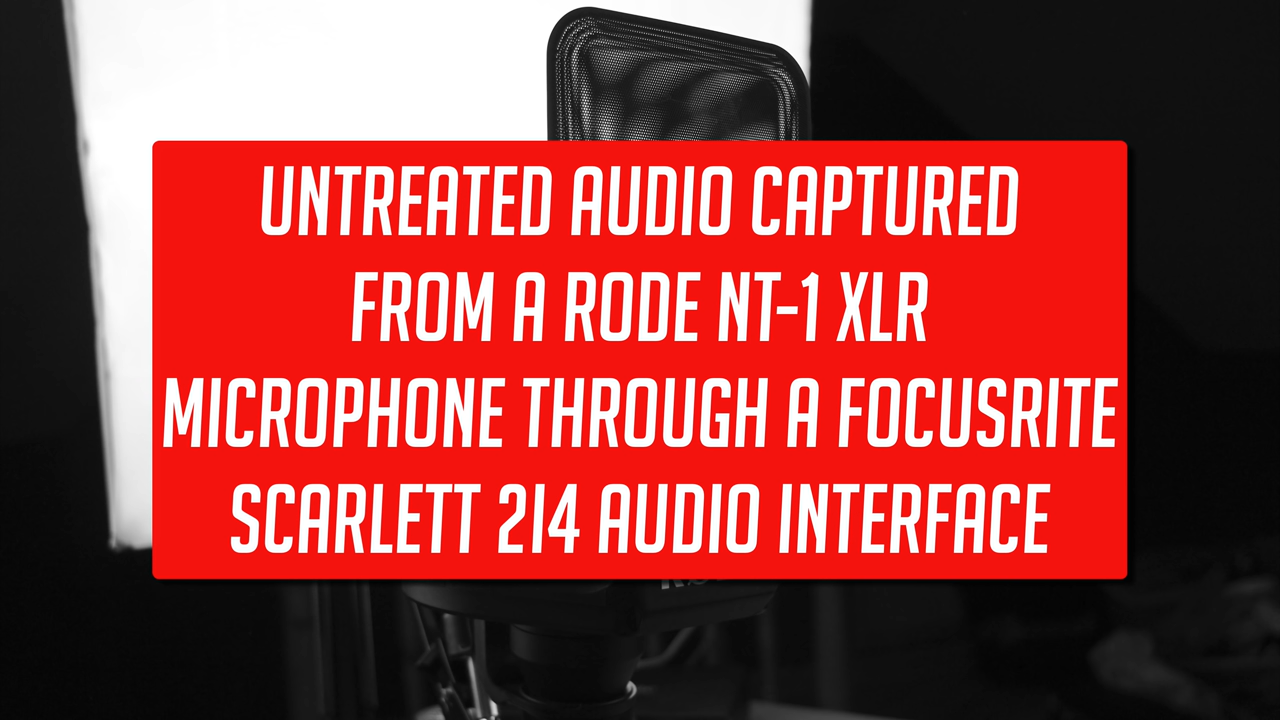 UNTREATED AUDIO CAPTURED
FROM A RODE NT-1 XLR
MICROPHONE THROUGH A FOCUSRITE
SCARLETT 2I4 AUDIO INTERFACE